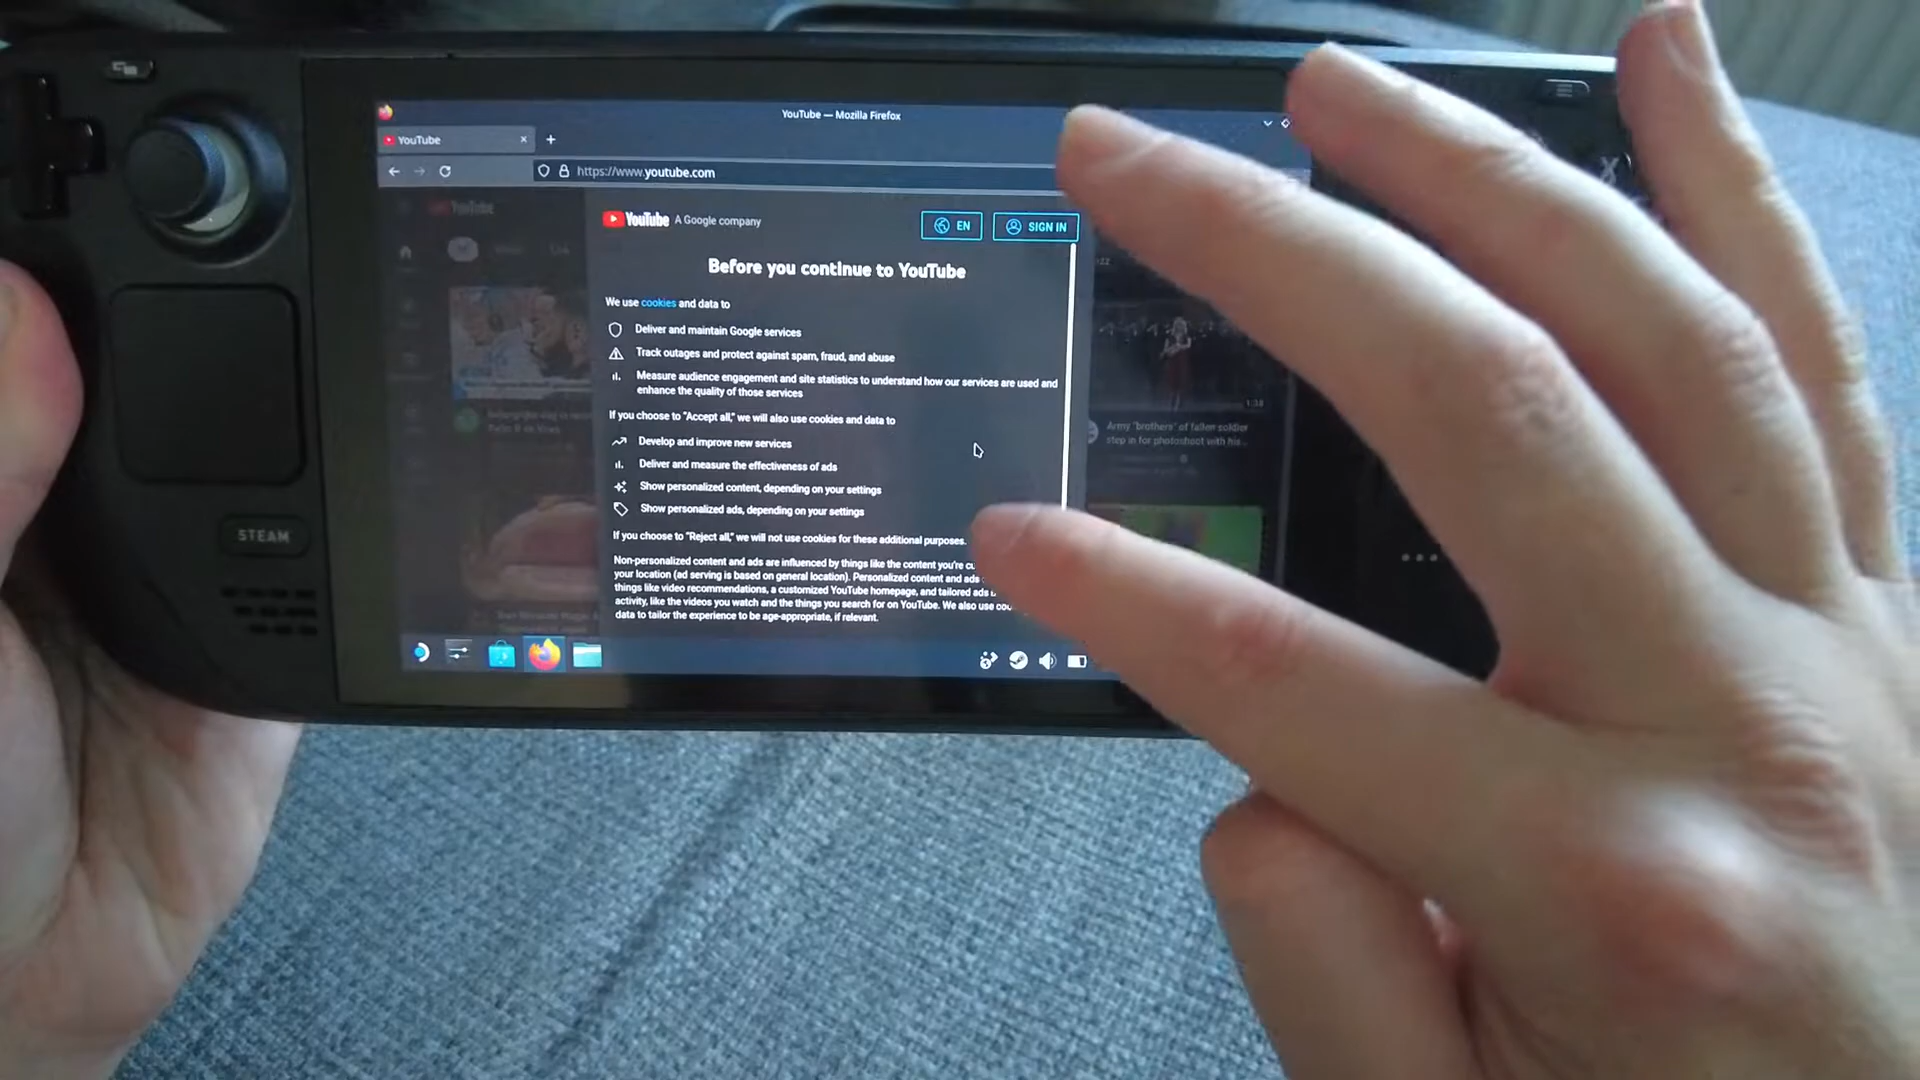 YouTube — Mozilla Firefox
YouTube
https://www.youtube.com
YouTube
YouTube A Google company
EN
SIGN IN
X
Before you continue to YouTube
We use cookies and data to
Deliver and maintain Google services
Track outages and protect against spam, fraud, and abuse
Measure audience engagement and site statistics to understand how our services are used and
enhance the quality of those services
If you choose to "Accept all," we will also use cookies and data to
Develop and improve new services
Deliver and measure the effectiveness of ads
Show personalized content, depending on your settings
Show personalized ads, depending on your settings
If you choose to "Reject all," we will not use cookies for these additional purposes.
Non-personalized content and ads are influenced by things like the content you're
your location (ad serving is based on general location). Personalized content and ads
things like video recommendations, a customized YouTube homepage, and tailored ads
activity, like the videos you watch and the things you search for on YouTube. We also use
data to tailor the experience to be age-appropriate, if relevant.
1:38
Army "brothers" of fallen soldier
step in for photoshoot with his...
STEAM